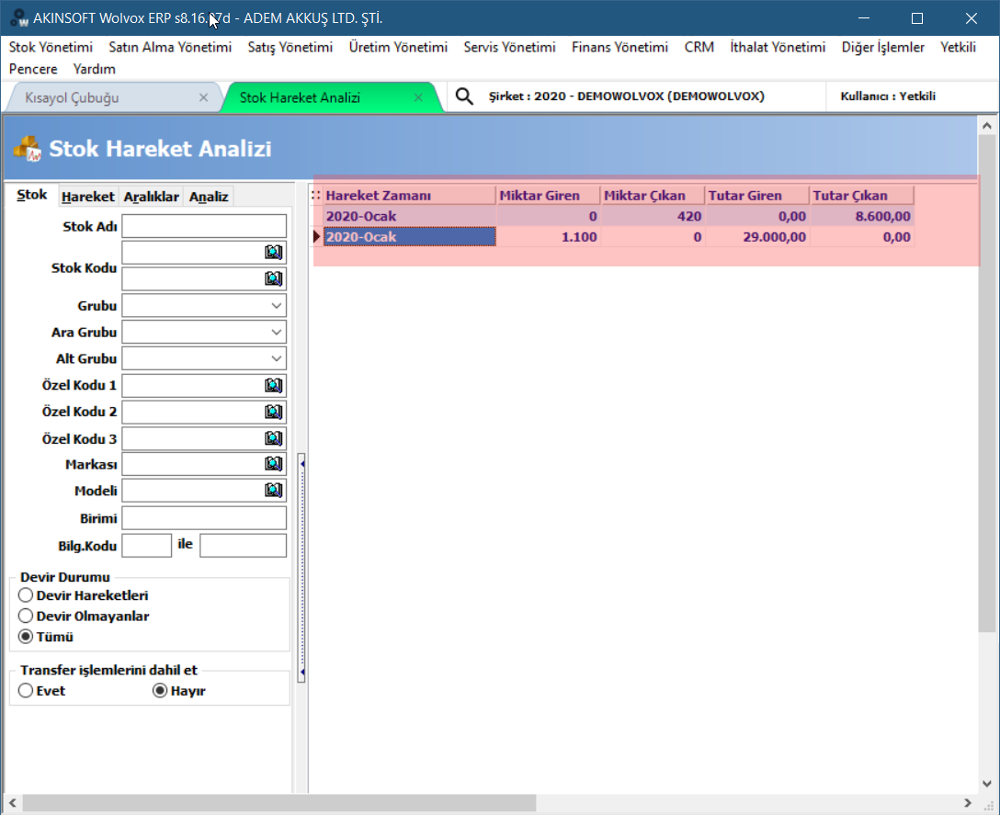 AKINSOFT Wolvox ERP s8.16. 7d - ADEM AKKUŞ LTD. ŞTİ.
Stok Yönetimi Satın Alma Yönetimi Satış Yönetimi Üretim Yönetimi Servis Yönetimi Finans Yönetimi CRM İthalat Yönetimi Diğer İşlemler Yetkili
Pencere Yardım
Kısayol Çubuğu Stok Hareket Analizi Şirket : 2020 - DEMOWOLVOX (DEMOWOLVOX) Kullanıcı : Yetkili
Stok Hareket Analizi
Stok Hareket Aralıklar Analiz
Hareket Zamanı Miktar Giren Miktar Çıkan Tutar Giren Tutar Çıkan
2020-Ocak 0 420 0,00 8.600,00
2020-Ocak 1.100 0 29.000,00 0,00
Stok Adı
Stok Kodu
Grubu
Ara Grubu
Alt Grubu
Özel Kodu 1
Özel Kodu 2
Özel Kodu 3
Markası
Modeli
Birimi
Bilg.Kodu ile
Devir Durumu
Devir Hareketleri
Devir Olmayanlar
Tümü
Transfer işlemlerini dahil et
Evet Hayır